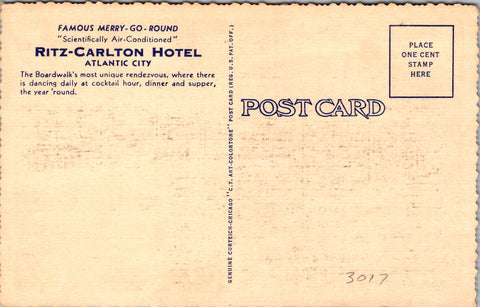 FAMOUS MERRY-GO-ROUND
"Scientifically Air-Conditioned"
RITZ-CARLTON HOTEL
ATLANTIC CITY
The Boardwalk's most unique rendezvous, where there
is dancing daily at cocktail hour, dinner and supper,
the year 'round.
GENUINE CURTEICH-CHICAGO "C.T. ART-COLORTONE" POST CARD (REG. U.S. PAT. OFF.)
POST CARD
PLACE
ONE CENT
STAMP
HERE
3017